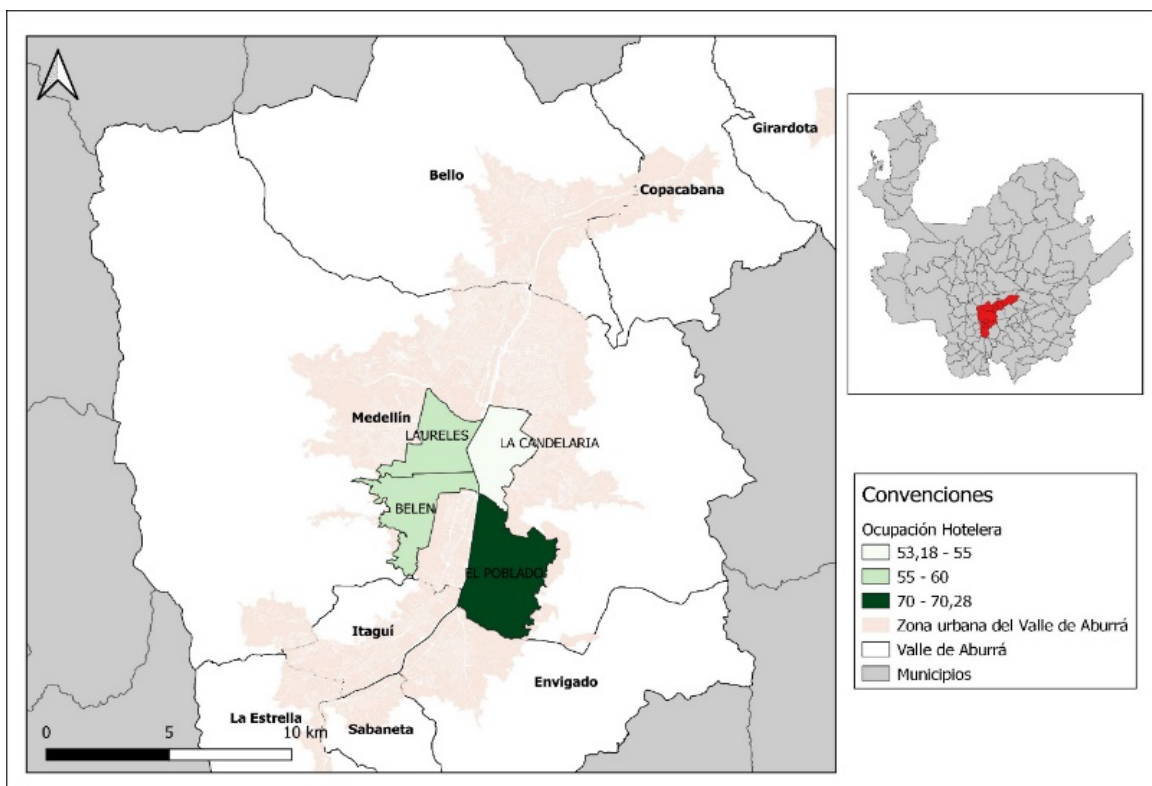 Girardota
Bello
Copacabana
Medellín
LAURELES
LA CANDELARIA
BELEN
EL POBLADO
Itaguí
Envigado
La Estrella
Sabaneta
0 5 10 km
Convenciones
Ocupación Hotelera
53,18 - 55
55 - 60
70 - 70,28
Zona urbana del Valle de Aburrá
Valle de Aburrá
Municipios